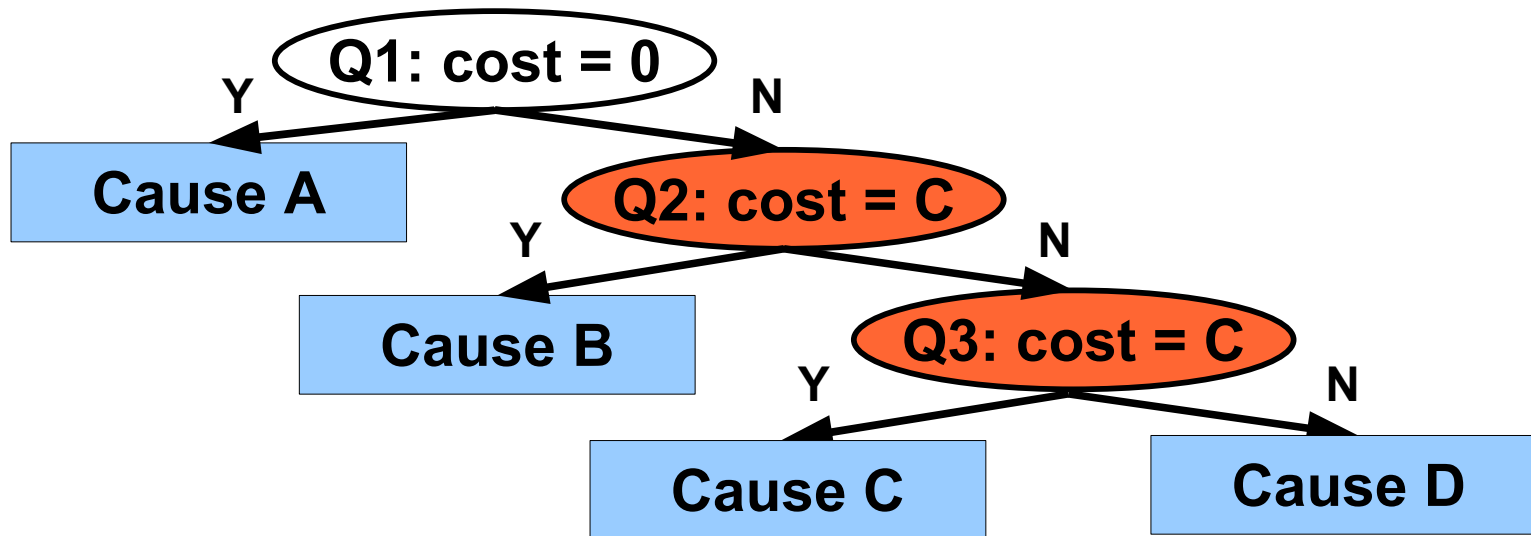 Q1: cost = 0
Y
N
Cause A
Q2: cost = C
Y
N
Cause B
Q3: cost = C
Y
N
Cause C
Cause D